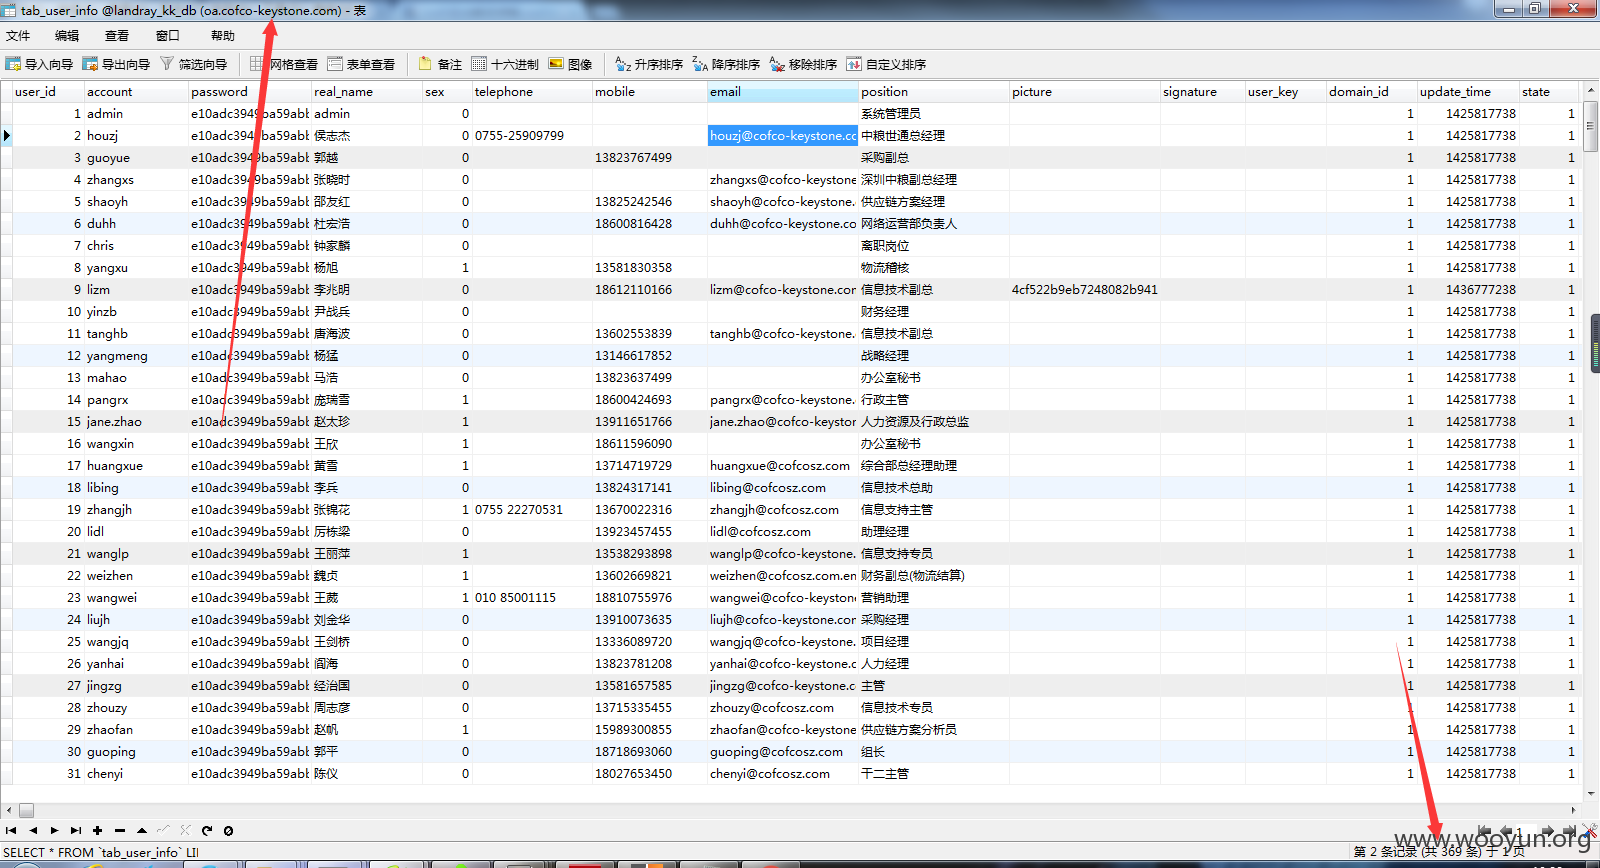 tab_user_info @landray_kk_db (oa.cofco-keystone.com) - 表
文件 编辑 查看 窗口 帮助
导入向导 导出向导 筛选向导 网格查看 表单查看 备注 十六进制 图像 升序排序 降序排序 移除排序 自定义排序
user_id account password real_name sex telephone mobile email position picture signature user_key domain_id update_time state
1 admin e10adc3949ba59abl admin 0 系统管理员 1 1425817738 1
2 houzj e10adc3949ba59abl 侯志杰 0 0755-25909799 houzj@cofco-keystone.cc 中粮世通总经理 1 1425817738 1
3 guoyue e10adc3949ba59abl 郭越 0 13823767499 采购副总 1 1425817738 1
4 zhangxs e10adc3949ba59abl 张晓时 0 zhangxs@cofco-keystone 深圳中粮副总经理 1 1425817738 1
5 shaoyh e10adc3949ba59abl 邵友红 0 13825242546 shaoyh@cofco-keystone.c 供应链方案经理 1 1425817738 1
6 duhh e10adc3949ba59abl 杜宏浩 0 18600816428 duhh@cofco-keystone.co 网络运营部负责人 1 1425817738 1
7 chris e10adc3949ba59abl 钟家麟 0 离职岗位 1 1425817738 1
8 yangxu e10adc3949ba59abl 杨旭 1 13581830358 物流稽核 1 1425817738 1
9 lizm e10adc3949ba59abl 李兆明 0 18612110166 lizm@cofco-keystone.cor 信息技术副总 4cf522b9eb7248082b941 1 1436777238 1
10 yinzb e10adc3949ba59abl 尹战兵 0 财务经理 1 1425817738 1
11 tanghb e10adc3949ba59abl 唐海波 0 13602553839 tanghb@cofco-keystone.c 信息技术副总 1 1425817738 1
12 yangmeng e10adc3949ba59abl 杨猛 0 13146617852 战略经理 1 1425817738 1
13 mahao e10adc3949ba59abl 马浩 0 13823637499 办公室秘书 1 1425817738 1
14 pangrx e10adc3949ba59abl 庞瑞雪 1 18600424693 pangrx@cofco-keystone.c 行政主管 1 1425817738 1
15 jane.zhao e10adc3949ba59abl 赵太珍 1 13911651766 jane.zhao@cofco-keystor 人力资源及行政总监 1 1425817738 1
16 wangxin e10adc3949ba59abl 王欣 1 18611596090 办公室秘书 1 1425817738 1
17 huangxue e10adc3949ba59abl 黄雪 1 13714719729 huangxue@cofcosz.com 综合部总经理助理 1 1425817738 1
18 libing e10adc3949ba59abl 李兵 0 13824317141 libing@cofcosz.com 信息技术总助 1 1425817738 1
19 zhangjh e10adc3949ba59abl 张锦花 1 0755 22270531 13670022316 zhangjh@cofcosz.com 信息支持主管 1 1425817738 1
20 lidl e10adc3949ba59abl 厉栋梁 0 13923457455 lidl@cofcosz.com 助理经理 1 1425817738 1
21 wanglp e10adc3949ba59abl 王丽萍 1 13538293898 wanglp@cofco-keystone. 信息支持专员 1 1425817738 1
22 weizhen e10adc3949ba59abl 魏贞 1 13602669821 weizhen@cofcosz.com.en 财务副总(物流结算) 1 1425817738 1
23 wangwei e10adc3949ba59abl 王葳 1 010 85001115 18810755976 wangwei@cofco-keystone 营销助理 1 1425817738 1
24 liujh e10adc3949ba59abl 刘金华 0 13910073635 liujh@cofco-keystone.cor 采购经理 1 1425817738 1
25 wangjq e10adc3949ba59abl 王剑桥 0 13336089720 wangjq@cofco-keystone.c 项目经理 1 1425817738 1
26 yanhai e10adc3949ba59abl 阎海 0 13823781208 yanhai@cofco-keystone.c 人力经理 1 1425817738 1
27 jingzg e10adc3949ba59abl 经治国 0 13581657585 jingzg@cofco-keystone.c 主管 1 1425817738 1
28 zhouzy e10adc3949ba59abl 周志彦 0 13715335455 zhouzy@cofcosz.com 信息技术专员 1 1425817738 1
29 zhaofan e10adc3949ba59abl 赵帆 1 15989300855 zhaofan@cofco-keystone 供应链方案分析员 1 1425817738 1
30 guoping e10adc3949ba59abl 郭平 0 18718693060 guoping@cofcosz.com 组长 1 1425817738 1
31 chenyi e10adc3949ba59abl 陈仪 0 18027653450 chenyi@cofcosz.com 干二主管 1 1425817738 1
1
www.wooyun.org
SELECT * FROM `tab_user_info` LII
第 2 条记录 (共 369 条) 于 1 页